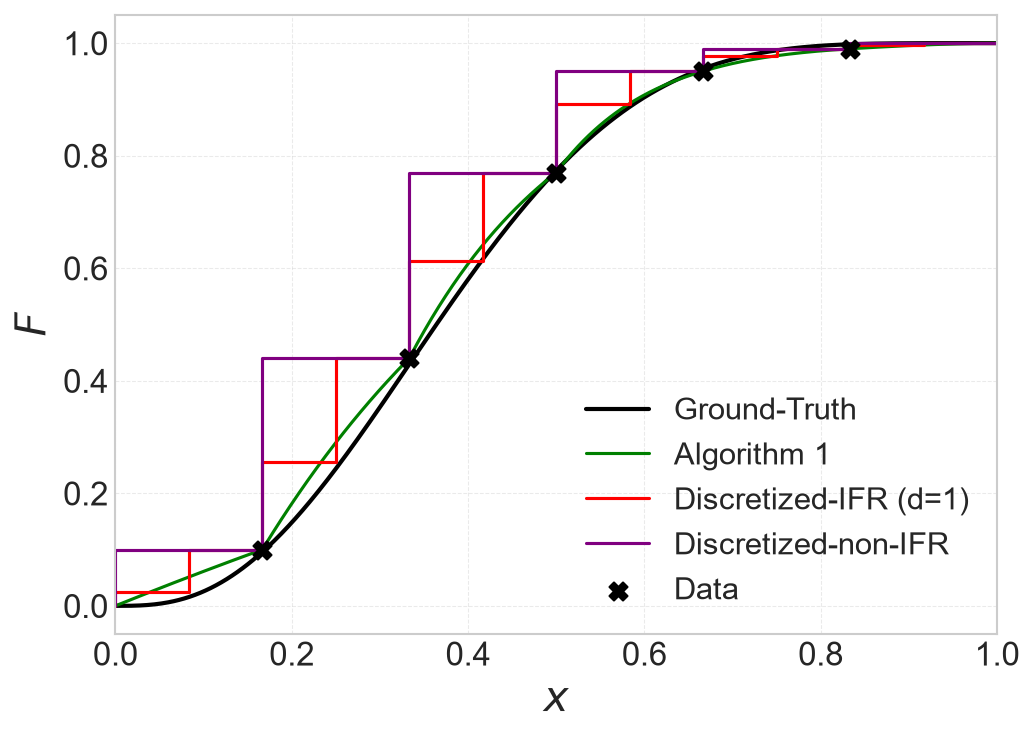 1.0
0.8
0.6
0.4
0.2
0.0
F
0.0 0.2 0.4 0.6 0.8 1.0
x
Ground-Truth
Algorithm 1
Discretized-IFR (d=1)
Discretized-non-IFR
Data